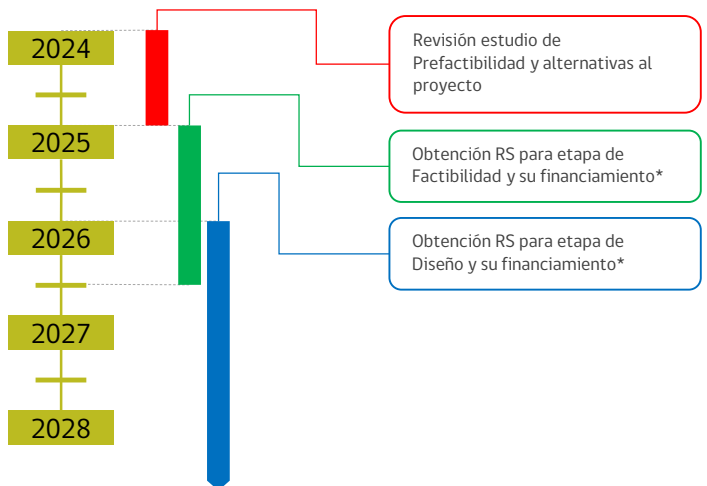 2024
Revisión estudio de
Prefactibilidad y alternativas al
proyecto
2025
Obtención RS para etapa de
Factibilidad y su financiamiento*
2026
Obtención RS para etapa de
Diseño y su financiamiento*
2027
2028